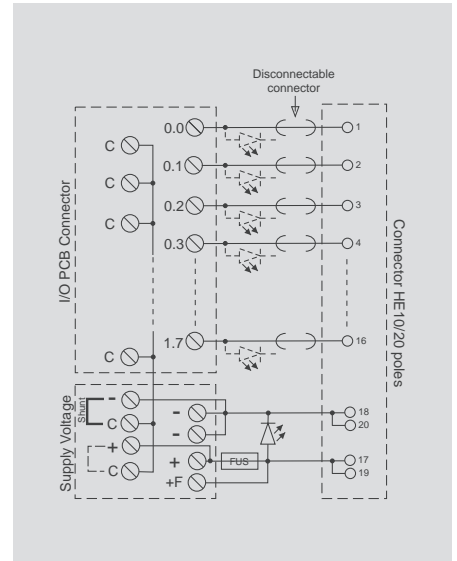 Disconnectable
connector
I/O PCB Connector
Connector HE10/20 poles
C 0.0 1
C 0.1 2
C 0.2 3
0.3 4
C 1.7 16
Supply Voltage
Shunt
-
C
+
C
-
-
+
+F
FUS
18
20
17
19